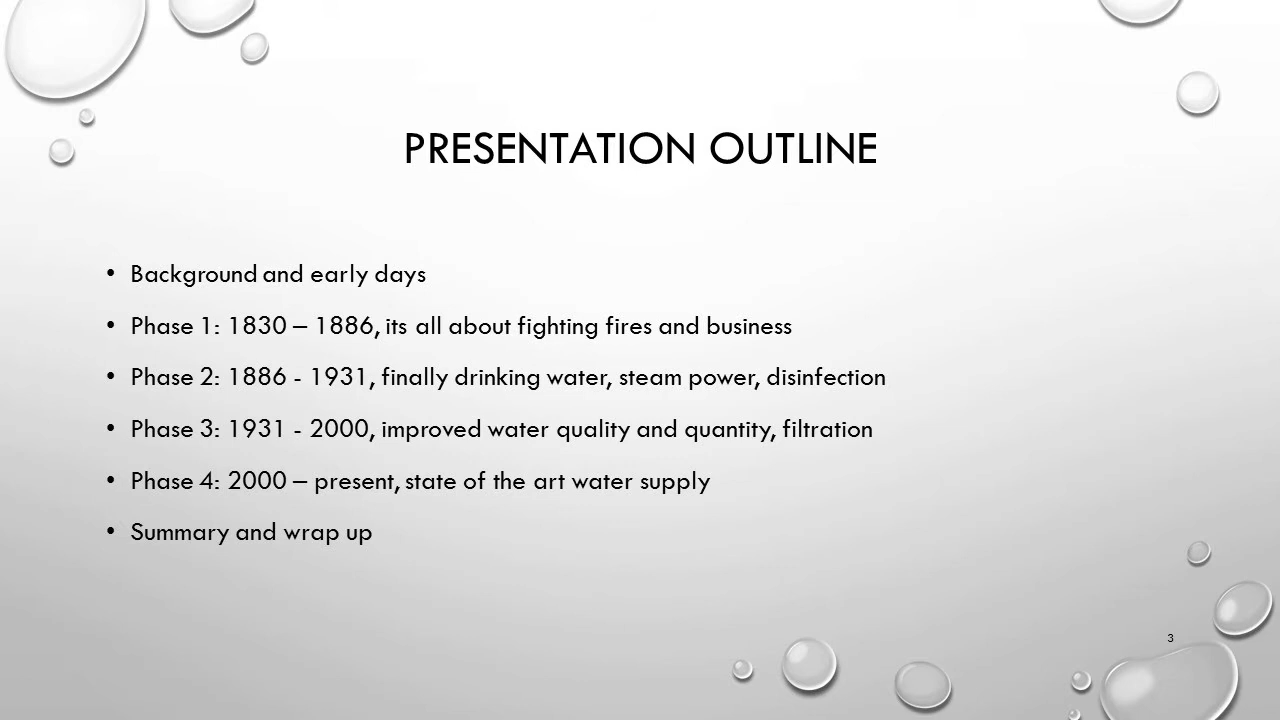 PRESENTATION OUTLINE
• Background and early days
• Phase 1: 1830 – 1886, its all about fighting fires and business
• Phase 2: 1886 - 1931, finally drinking water, steam power, disinfection
• Phase 3: 1931 - 2000, improved water quality and quantity, filtration
• Phase 4: 2000 – present, state of the art water supply
• Summary and wrap up
3